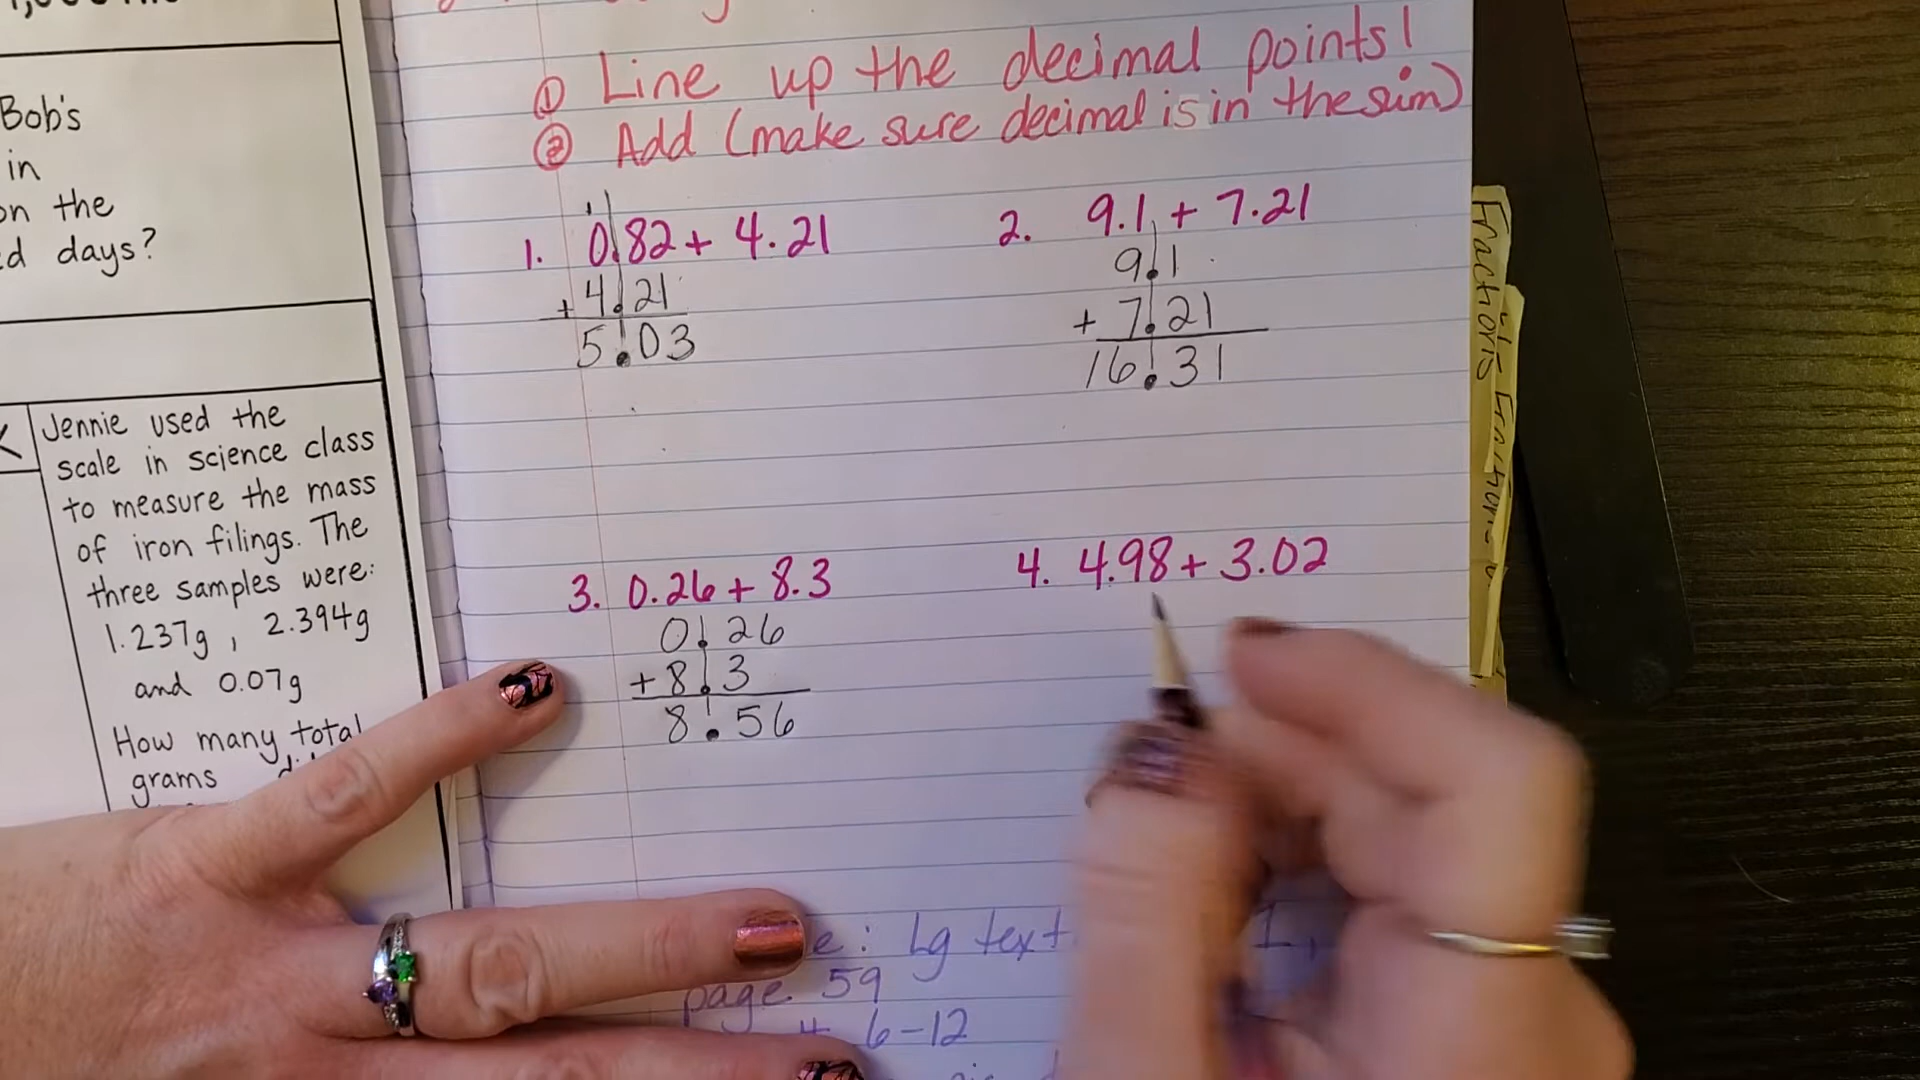 Bob's
in
on the
days?
Jennie used the
scale in science class
to measure the mass
of iron filings. The
three samples were:
1.237g, 2.394g
and 0.07g
How many total
grams
① Line up the decimal points!
② Add (make sure decimal is in the sum)
1. 0.82 + 4.21
+ 4.21
5.03
2. 9.1 + 7.21
9.1
+ 7.21
16.31
3. 0.26 + 8.3
0.26
+ 8.3
8.56
4. 4.98 + 3.02
Lg text
page 59
6-12
Fractions